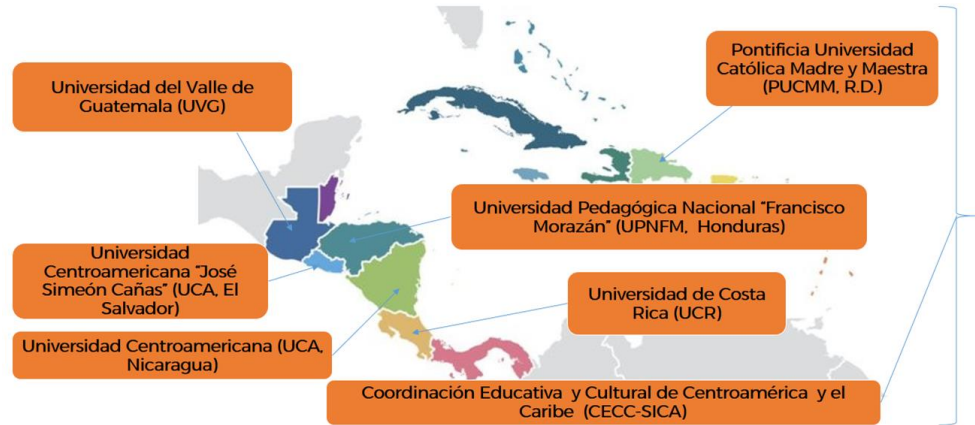 Universidad del Valle de
Guatemala (UVG)
Pontificia Universidad
Católica Madre y Maestra
(PUCMM, R.D.)
Universidad Pedagógica Nacional “Francisco
Morazán” (UPNFM, Honduras)
Universidad
Centroamericana “José
Simeón Cañas” (UCA, El
Salvador)
Universidad de Costa
Rica (UCR)
Universidad Centroamericana (UCA,
Nicaragua)
Coordinación Educativa y Cultural de Centroamérica y el
Caribe (CECC-SICA)